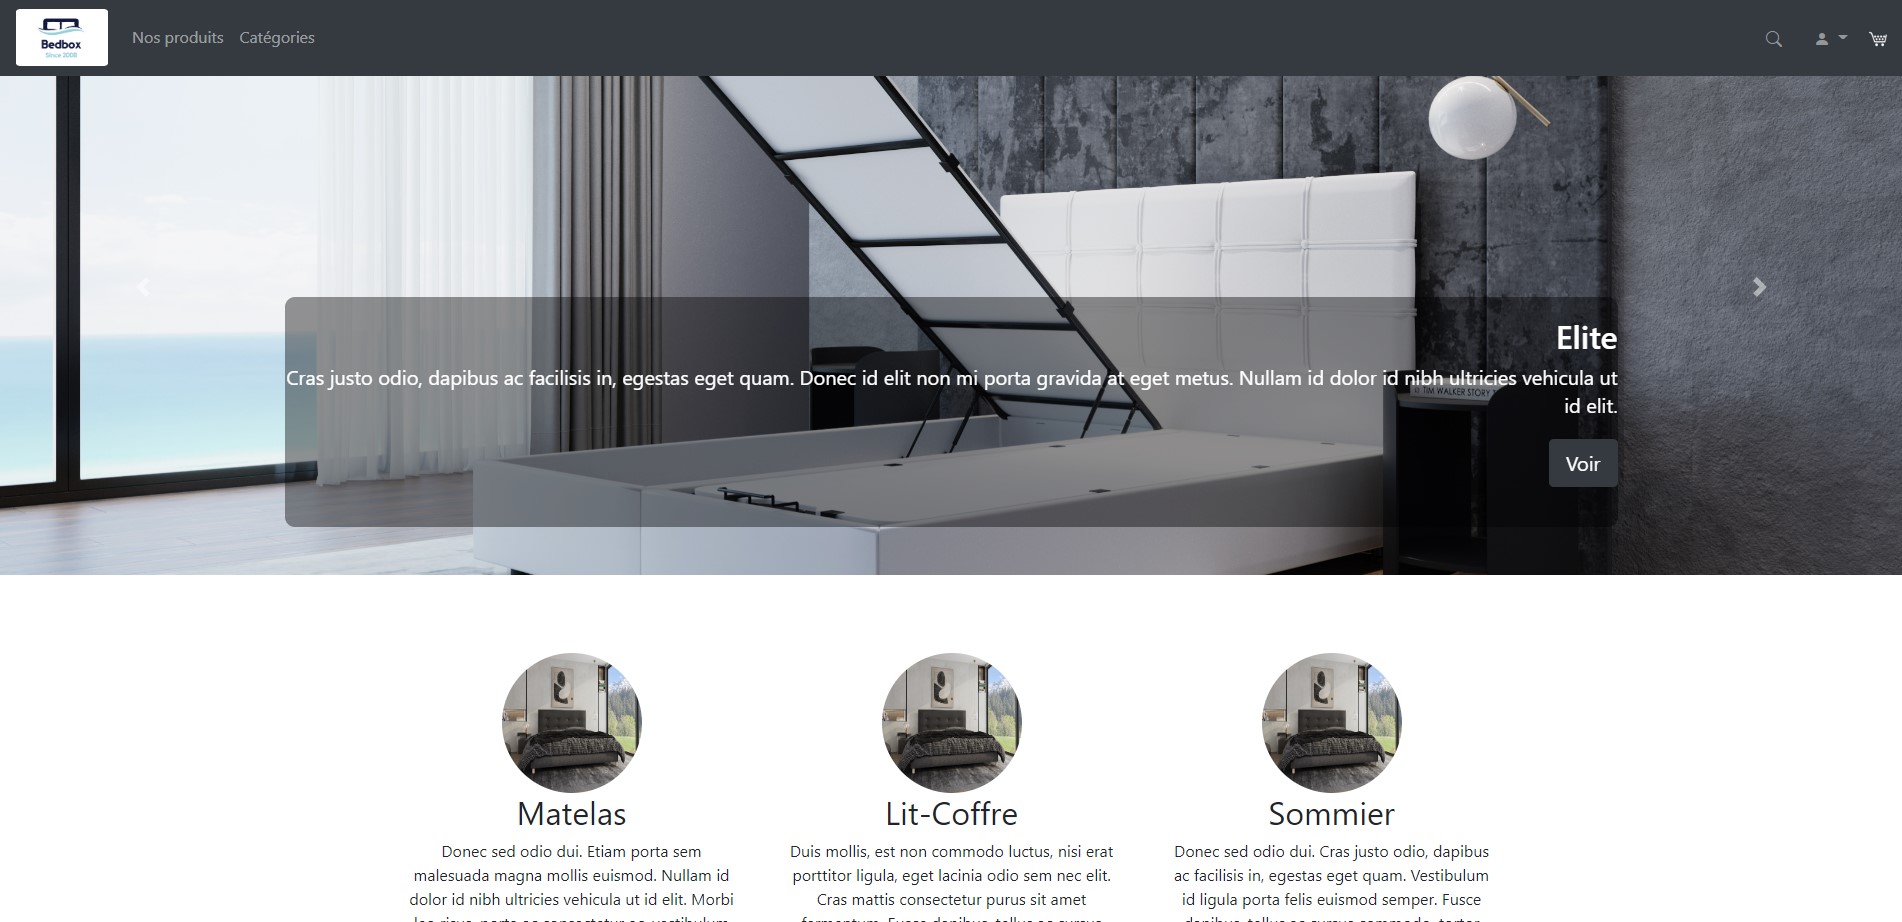 Bedbox
Since 2008
Nos produits
Catégories
Elite
Cras justo odio, dapibus ac facilisis in, egestas eget quam. Donec id elit non mi porta gravida at eget metus. Nullam id dolor id nibh ultricies vehicula ut
id elit.
TIM WALKER STORY
Voir
Matelas
Donec sed odio dui. Etiam porta sem
malesuada magna mollis euismod. Nullam id
dolor id nibh ultricies vehicula ut id elit. Morbi
Lit-Coffre
Duis mollis, est non commodo luctus, nisi erat
porttitor ligula, eget lacinia odio sem nec elit.
Cras mattis consectetur purus sit amet
Sommier
Donec sed odio dui. Cras justo odio, dapibus
ac facilisis in, egestas eget quam. Vestibulum
id ligula porta felis euismod semper. Fusce